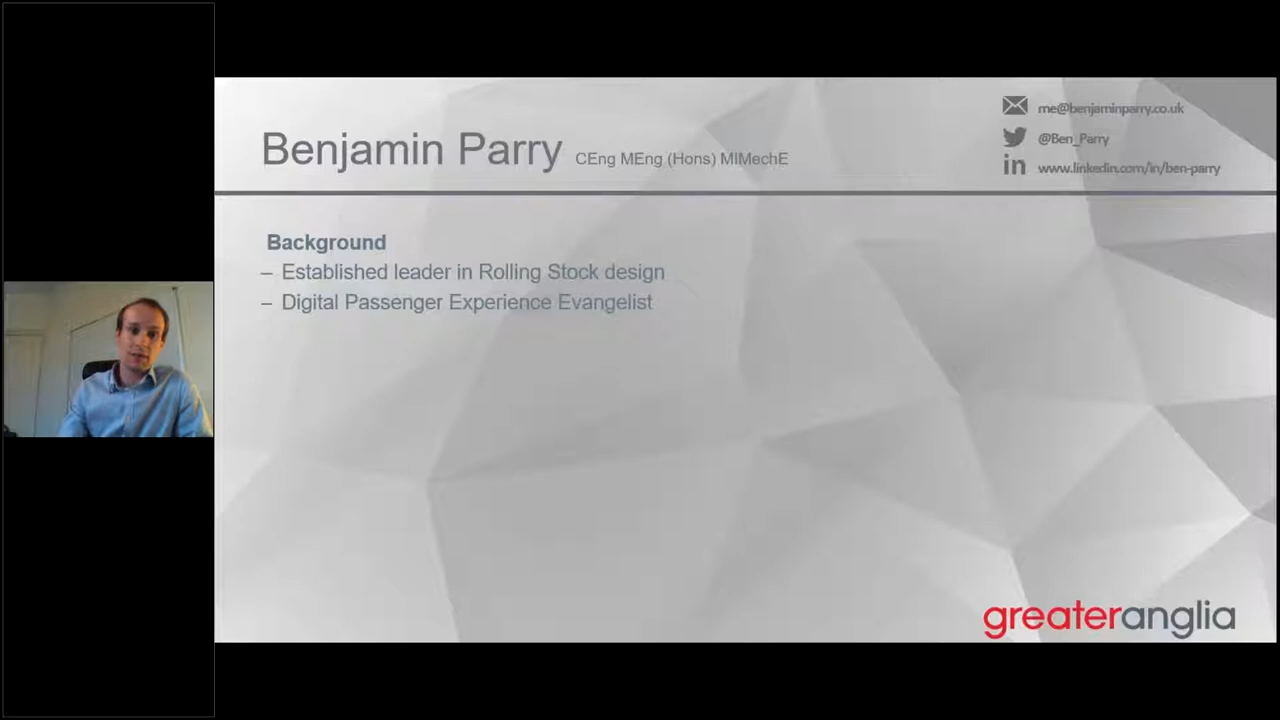 Benjamin Parry CEng MEng (Hons) MIMechE
me@benjaminparry.co.uk
@Ben_Parry
www.linkedin.com/in/ben-parry
Background
– Established leader in Rolling Stock design
– Digital Passenger Experience Evangelist
greateranglia